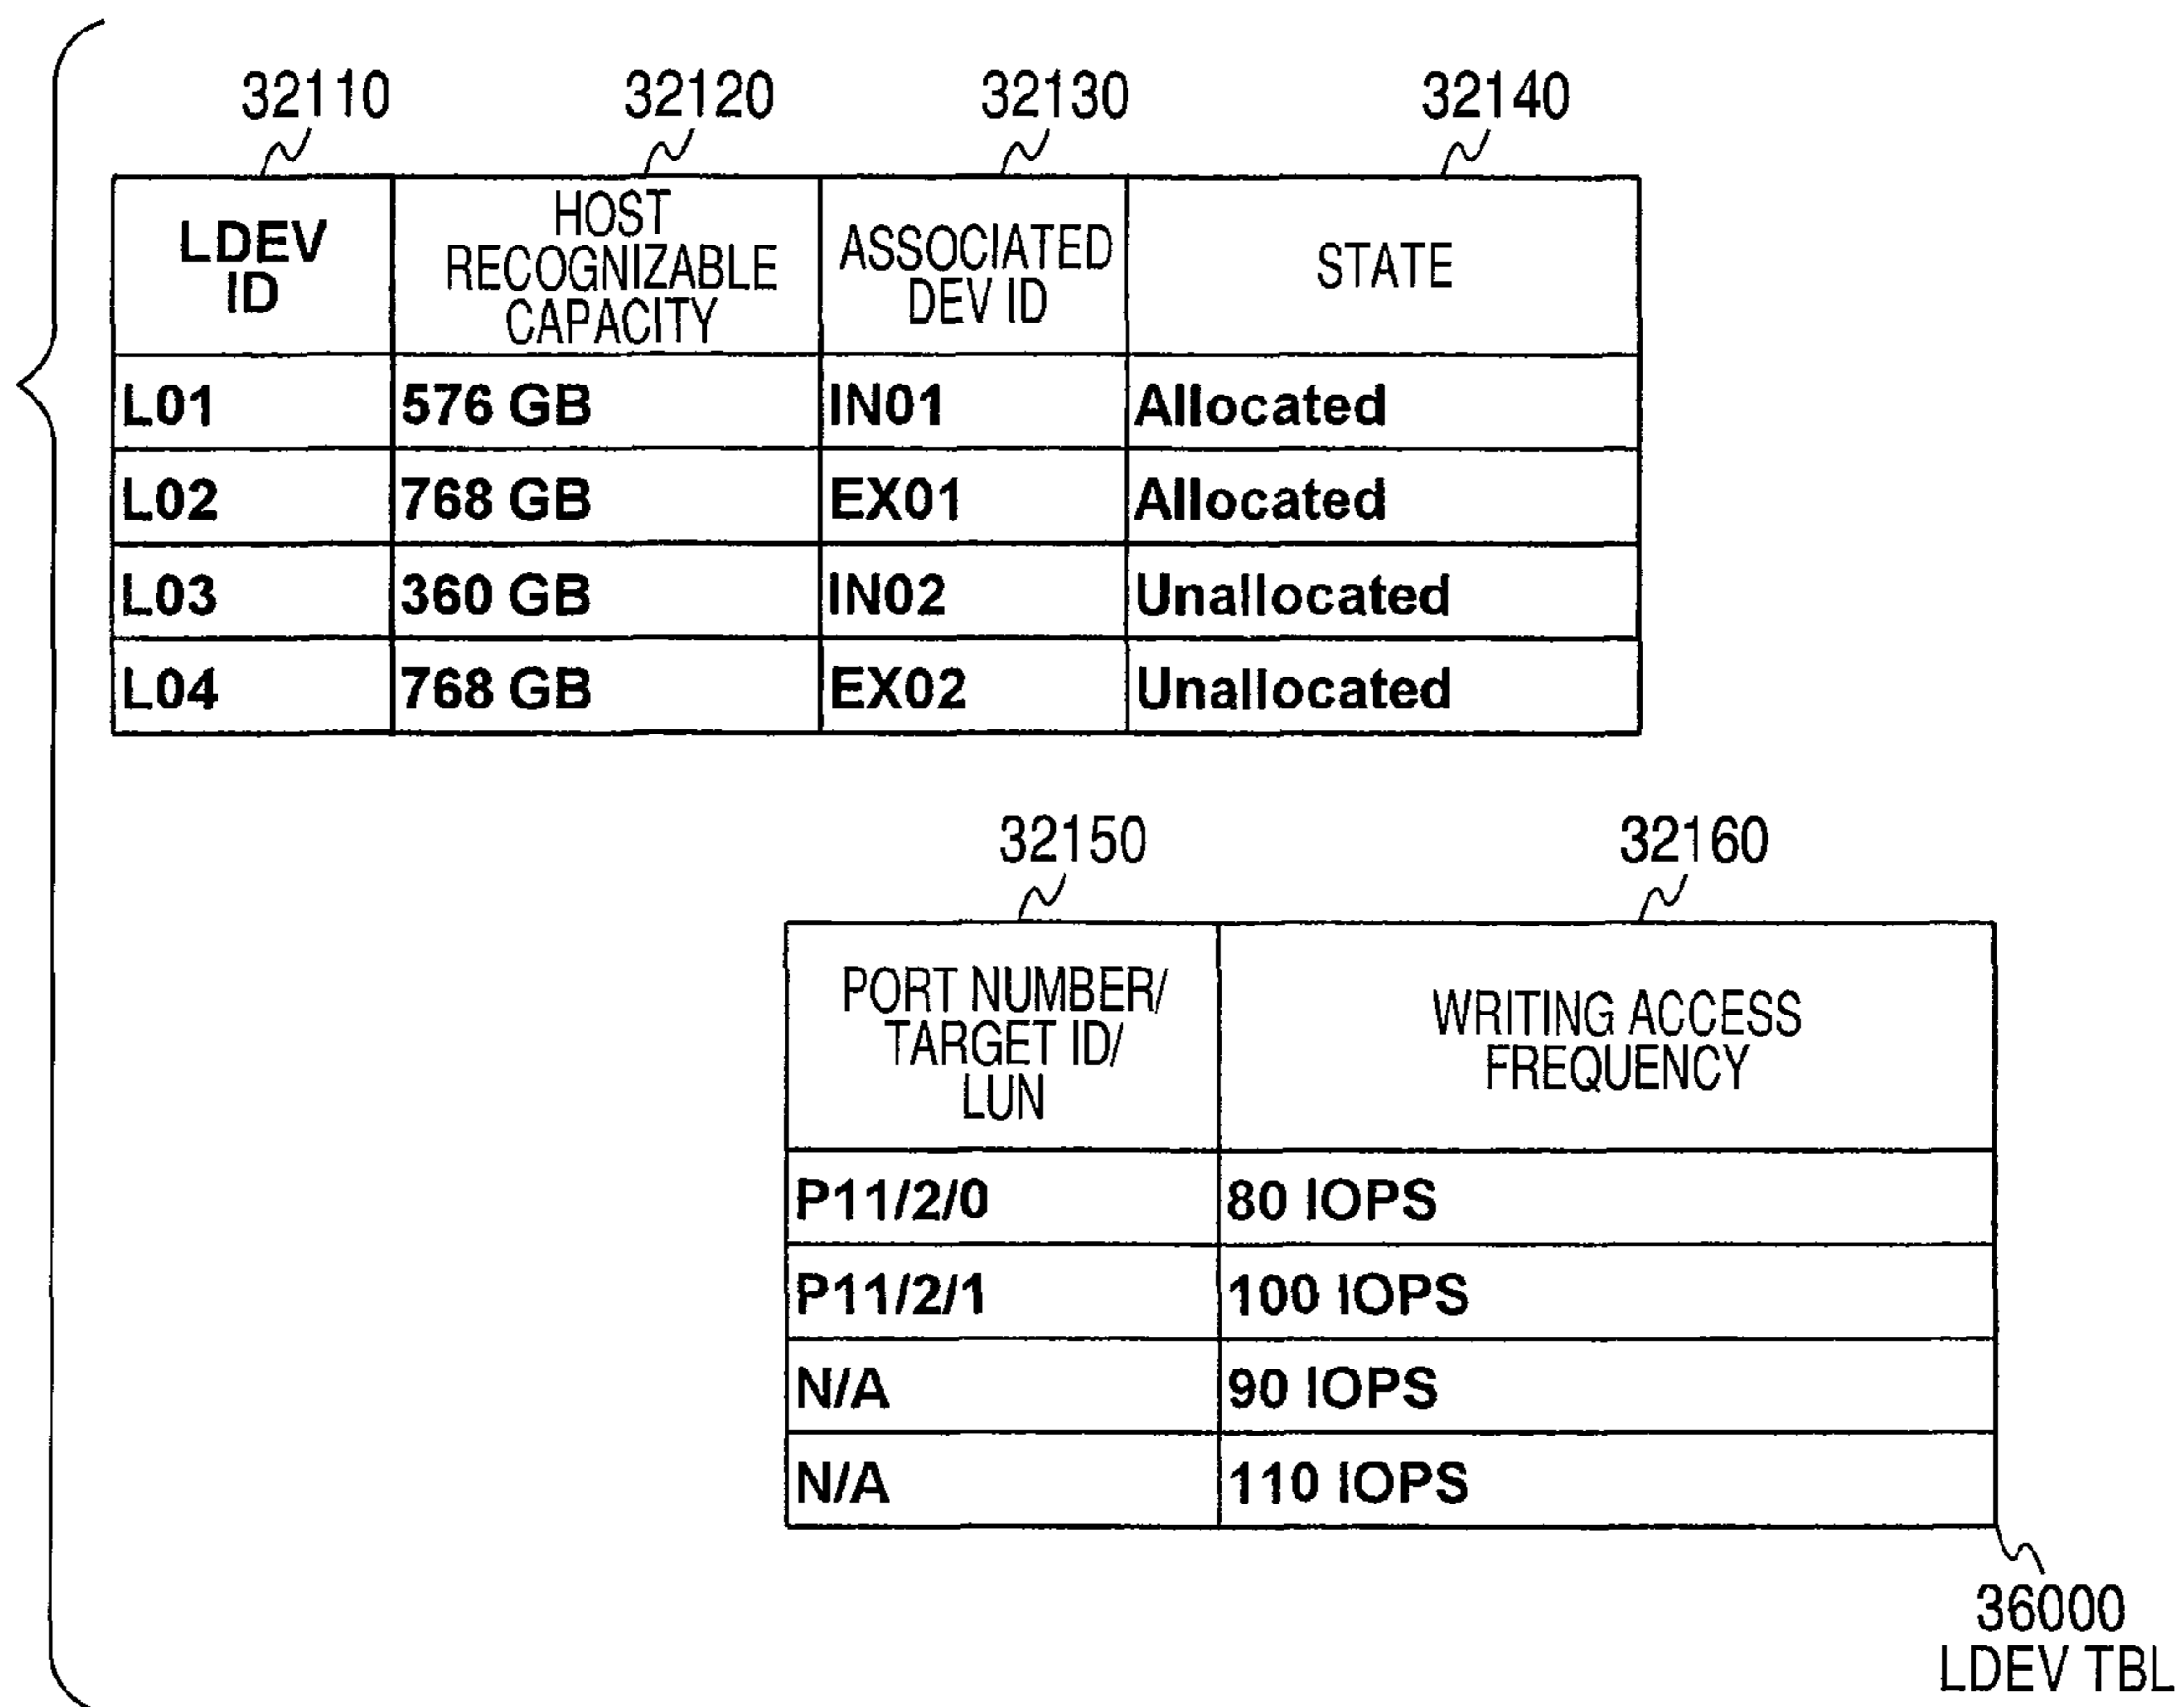 32110 32120 32130 32140
LDEV ID HOST RECOGNIZABLE CAPACITY ASSOCIATED DEV ID STATE
L01 576 GB IN01 Allocated
L02 768 GB EX01 Allocated
L03 360 GB IN02 Unallocated
L04 768 GB EX02 Unallocated
32150 32160
PORT NUMBER/ TARGET ID/ LUN WRITING ACCESS FREQUENCY
P11/2/0 80 IOPS
P11/2/1 100 IOPS
N/A 90 IOPS
N/A 110 IOPS
36000
LDEV TBL